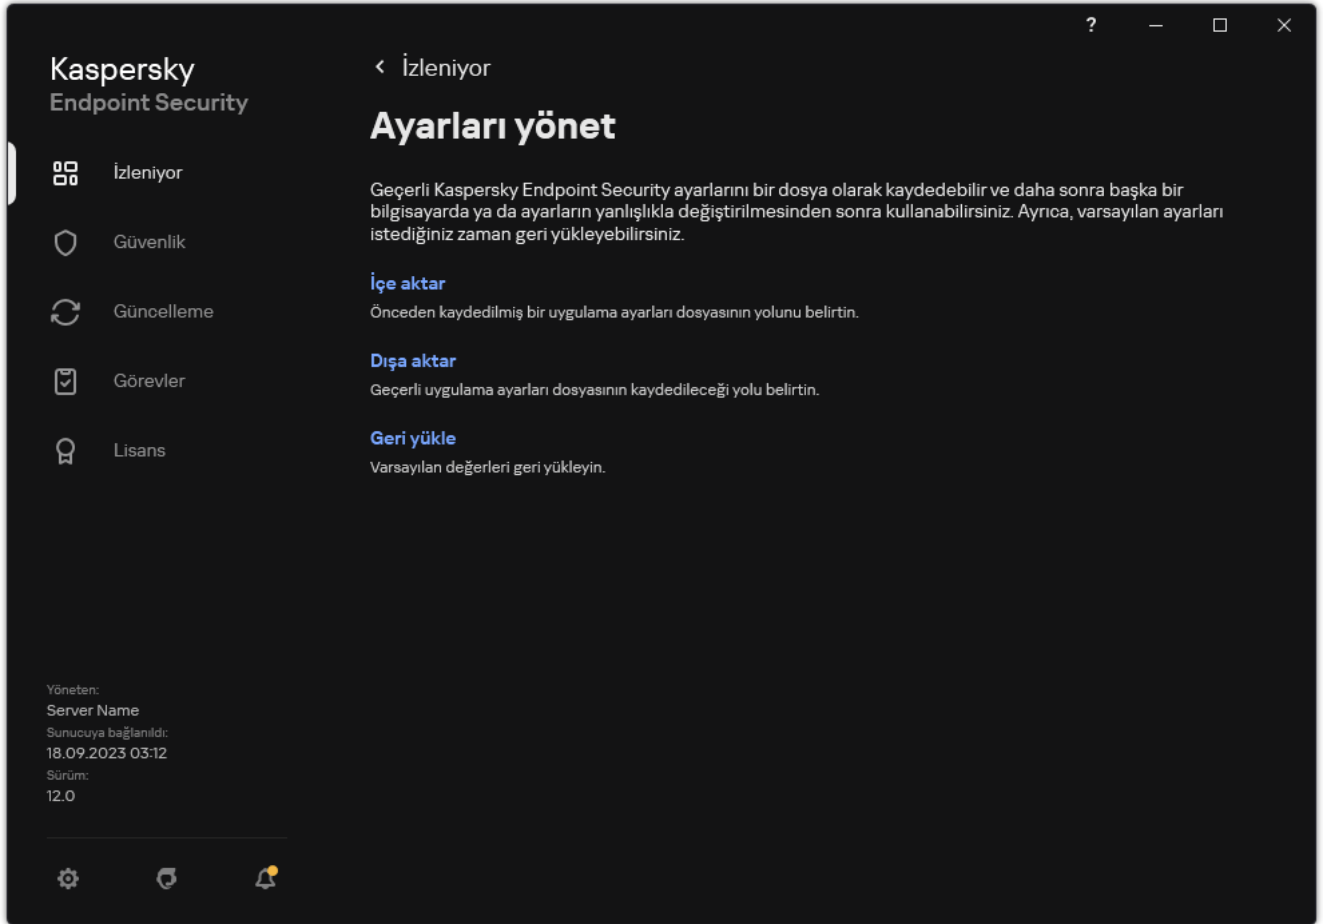 ?
Kaspersky
Endpoint Security
İzleniyor
Güvenlik
Güncelleme
Görevler
Lisans
Yöneten:
Server Name
Sunucuya bağlanıldı:
18.09.2023 03:12
Sürüm:
12.0
İzleniyor
Ayarları yönet
Geçerli Kaspersky Endpoint Security ayarlarını bir dosya olarak kaydedebilir ve daha sonra başka bir
bilgisayarda ya da ayarların yanlışlıkla değiştirilmesinden sonra kullanabilirsiniz. Ayrıca, varsayılan ayarları
istediğiniz zaman geri yükleyebilirsiniz.
İçe aktar
Önceden kaydedilmiş bir uygulama ayarları dosyasının yolunu belirtin.
Dışa aktar
Geçerli uygulama ayarları dosyasının kaydedileceği yolu belirtin.
Geri yükle
Varsayılan değerleri geri yükleyin.